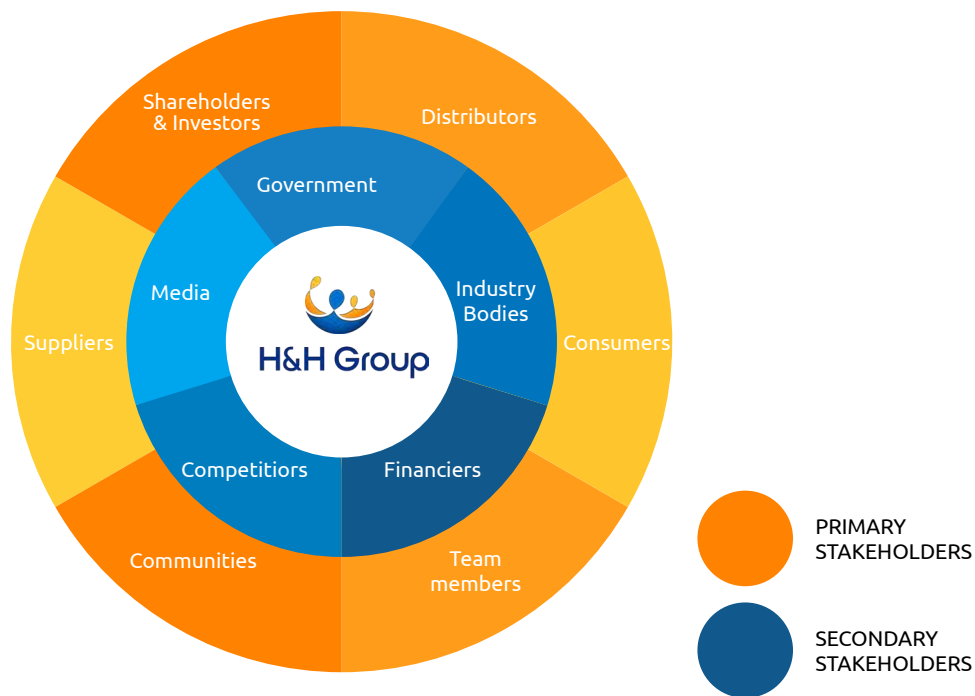 Shareholders
& Investors
Distributors
Government
Media
Industry
Bodies
Suppliers
H&H Group
Consumers
Competitiors
Financiers
Communities
Team
members
PRIMARY
STAKEHOLDERS
SECONDARY
STAKEHOLDERS